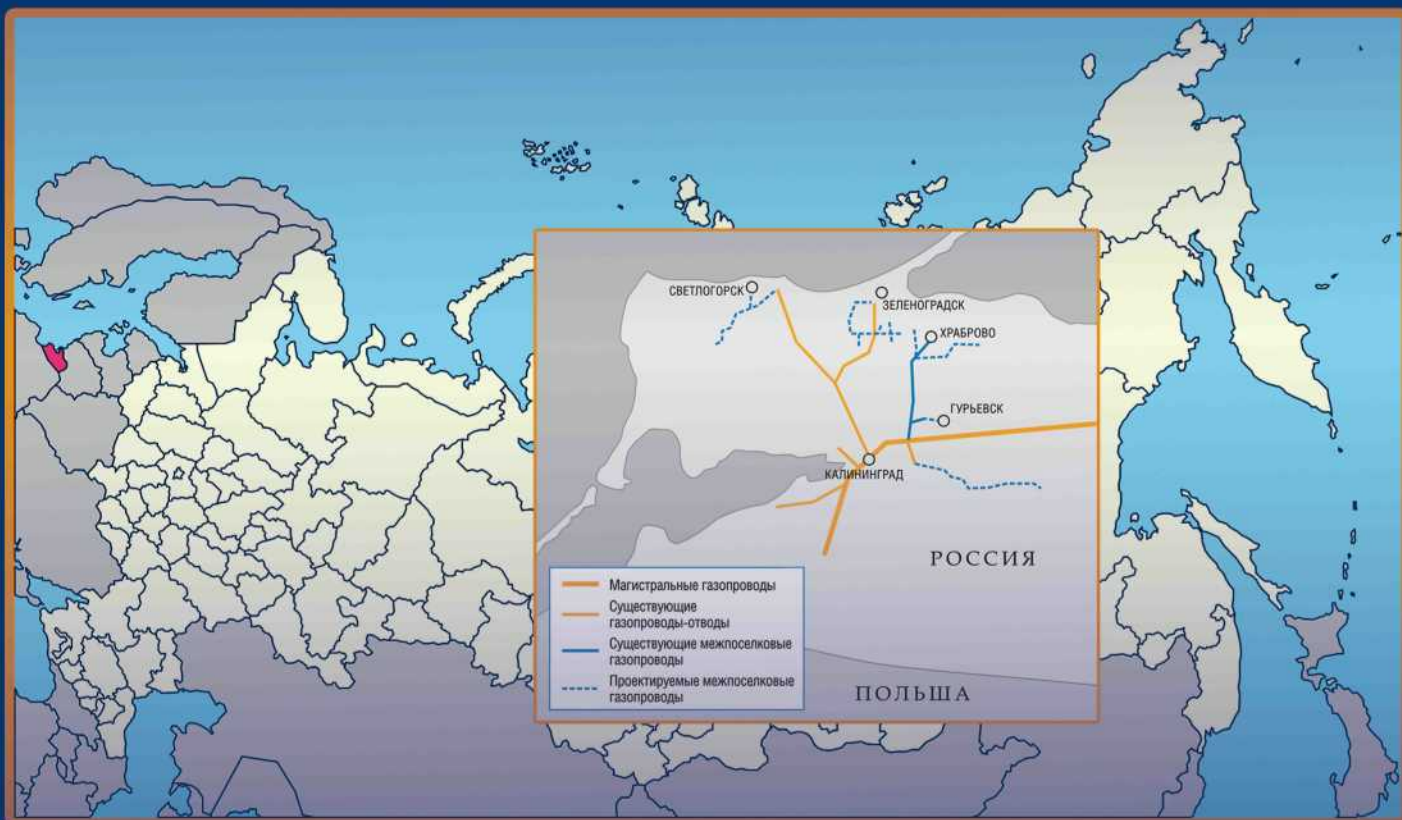 СВЕТЛОГОРСК
ЗЕЛЕНОГРАДСК
ХРАБРОВО
ГУРЬЕВСК
КАЛИНИНГРАД
РОССИЯ
ПОЛЬША
Магистральные газопроводы
Существующие
газопроводы-отводы
Существующие межпоселковые
газопроводы
Проектируемые межпоселковые
газопроводы